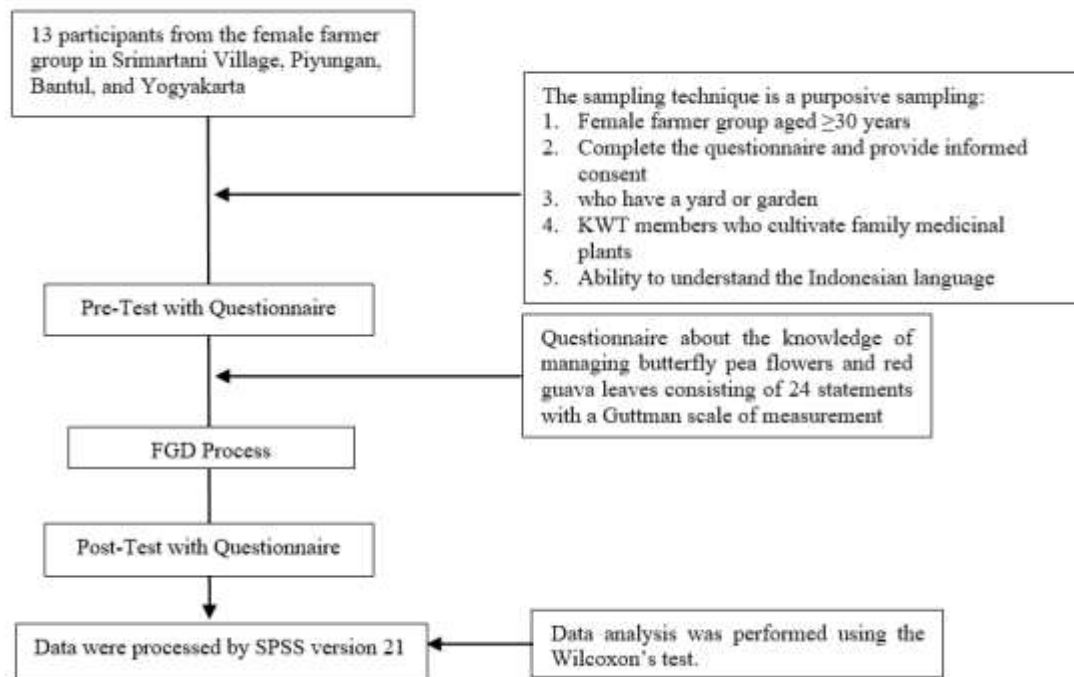 13 participants from the female farmer
group in Srimartani Village, Piyungan,
Bantul, and Yogyakarta
The sampling technique is a purposive sampling:
1. Female farmer group aged ≥30 years
2. Complete the questionnaire and provide informed
consent
3. who have a yard or garden
4. KWT members who cultivate family medicinal
plants
5. Ability to understand the Indonesian language
Pre-Test with Questionnaire
Questionnaire about the knowledge of
managing butterfly pea flowers and red
guava leaves consisting of 24 statements
with a Guttman scale of measurement
FGD Process
Post-Test with Questionnaire
Data were processed by SPSS version 21
Data analysis was performed using the
Wilcoxon's test.